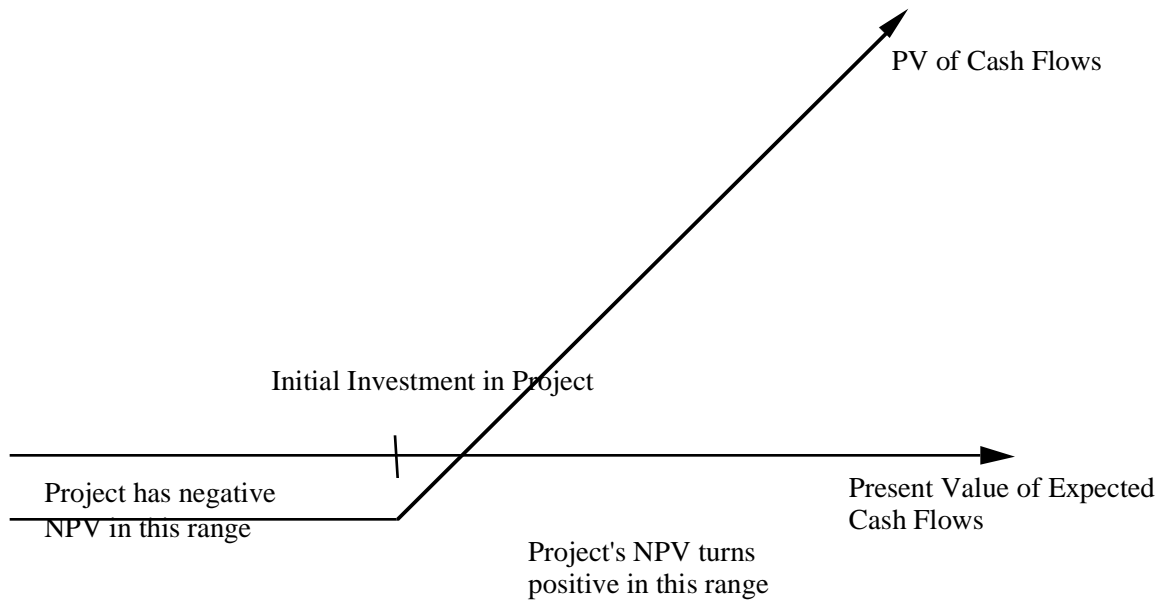 PV of Cash Flows
Initial Investment in Project
Project has negative
NPV in this range
Present Value of Expected
Cash Flows
Project's NPV turns
positive in this range